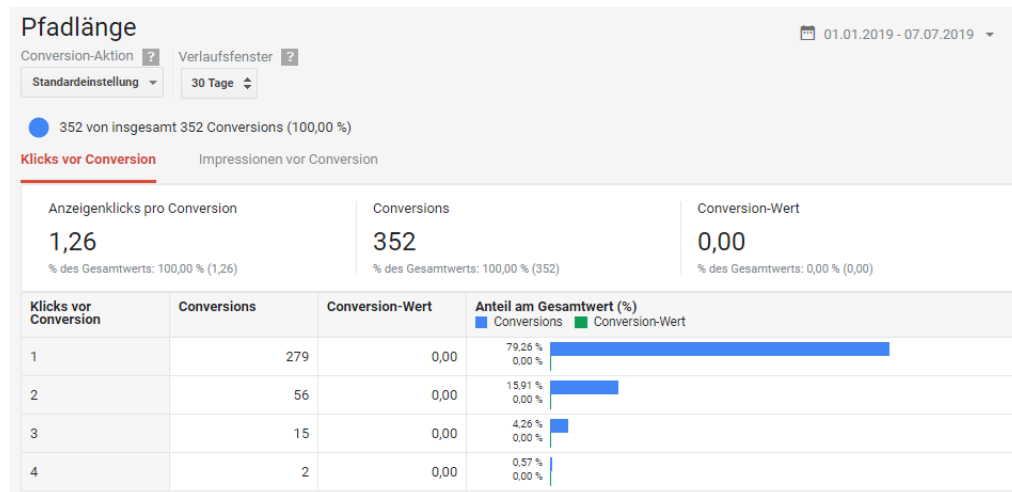 Pfadlänge
01.01.2019 - 07.07.2019
Conversion-Aktion ? Verlaufsfenster ?
Standardeinstellung 30 Tage
352 von insgesamt 352 Conversions (100,00 %)
Klicks vor Conversion Impressionen vor Conversion
Anzeigenklicks pro Conversion Conversions Conversion-Wert
1,26 352 0,00
% des Gesamtwerts: 100,00 % (1,26) % des Gesamtwerts: 100,00 % (352) % des Gesamtwerts: 0,00 % (0,00)
Klicks vor Conversion Conversions Conversion-Wert Anteil am Gesamtwert (%)
Conversions Conversion-Wert
1 279 0,00 79,26 %
0,00 %
2 56 0,00 15,91 %
0,00 %
3 15 0,00 4,26 %
0,00 %
4 2 0,00 0,57 %
0,00 %